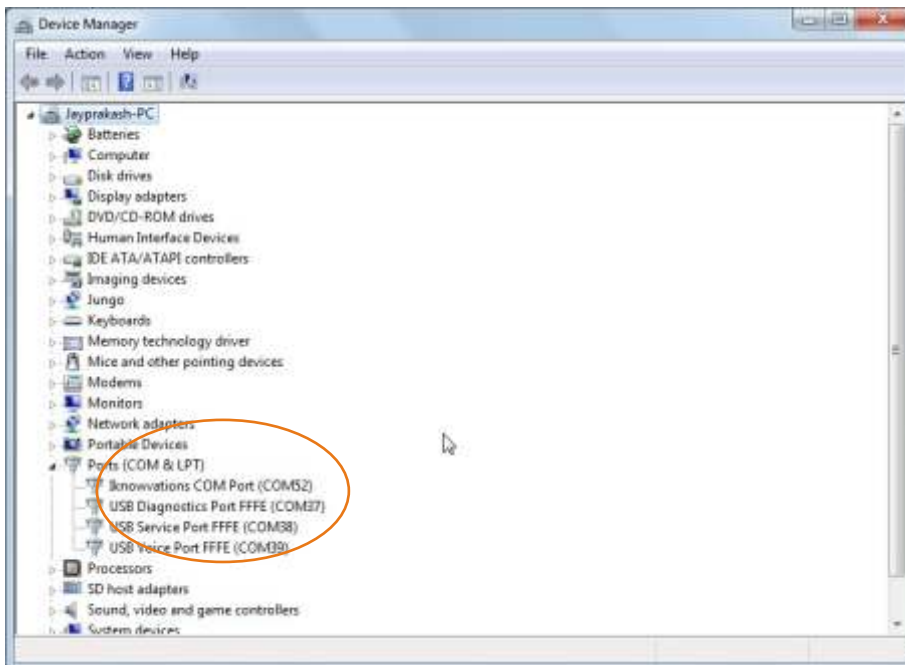 Device Manager
File Action View Help
Jayprakash-PC
Batteries
Computer
Disk drives
Display adapters
DVD/CD-ROM drives
Human Interface Devices
IDE ATA/ATAPI controllers
Imaging devices
Jungo
Keyboards
Memory technology driver
Mice and other pointing devices
Modems
Monitors
Network adapters
Portable Devices
Ports (COM & LPT)
Iknowvations COM Port (COM52)
USB Diagnostics Port FFFE (COM37)
USB Service Port FFFE (COM38)
USB Voice Port FFFE (COM39)
Processors
SD host adapters
Sound, video and game controllers
System devices